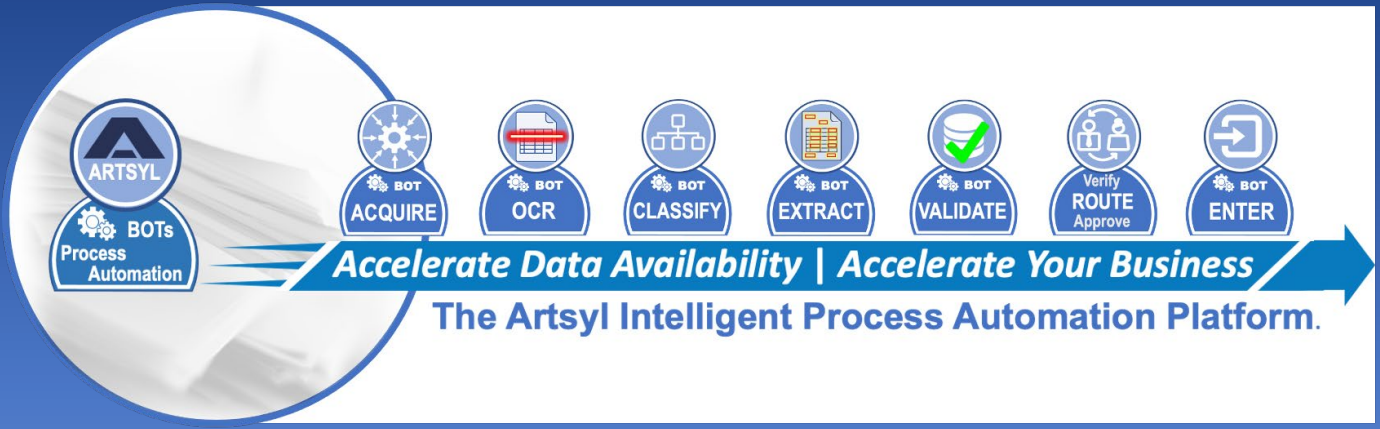 ARTSYL
BOTs
Process
Automation
BOT
ACQUIRE
BOT
OCR
BOT
CLASSIFY
BOT
EXTRACT
BOT
VALIDATE
Verify
ROUTE
Approve
BOT
ENTER
Accelerate Data Availability | Accelerate Your Business
The Artsyl Intelligent Process Automation Platform.